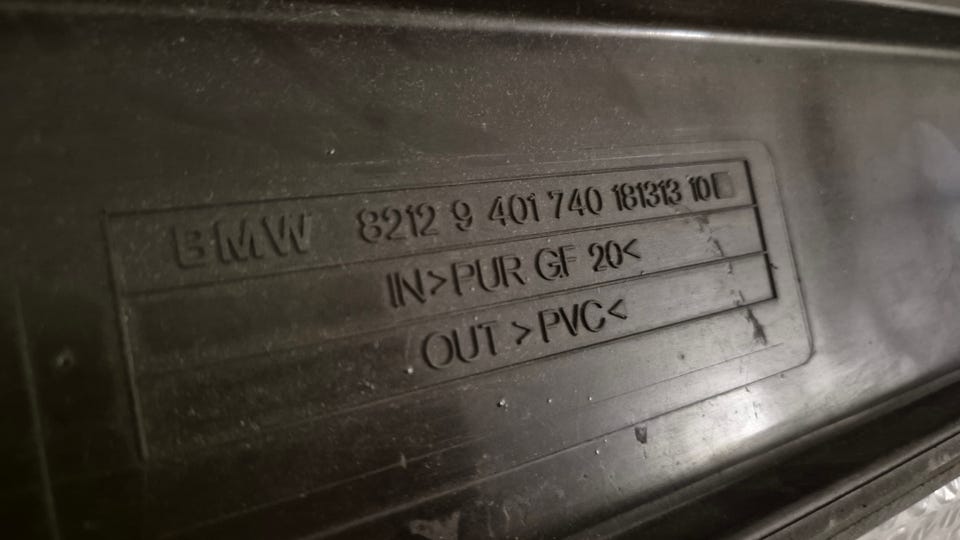 BMW 8212 9 401 740 181313 10
IN>PUR GF 20<
OUT >PVC<